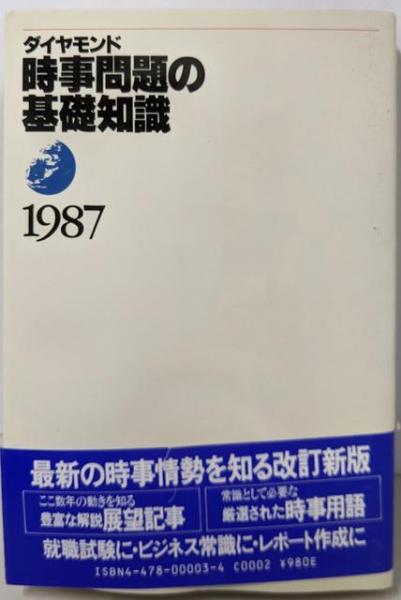 ダイヤモンド
時事問題の
基礎知識
1987
最新の時事情勢を知る改訂新版
ここ数年の動きを知る
豊富な解説展望記事
常識として必要な
厳選された時事用語
就職試験に・ビジネス常識に・レポート作成に
ISBN4-478-00003-4 C0002 ¥980E